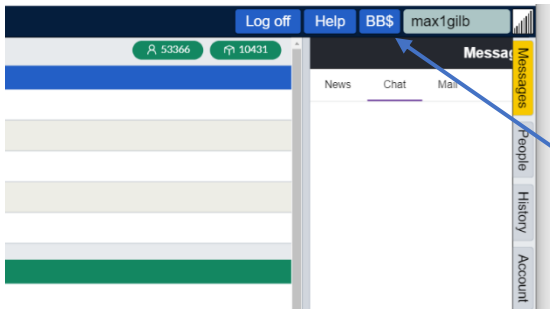 Log off Help BB$ max1gilb
53366 10431
Messag
News Chat Mail
Messages
People
History
Account